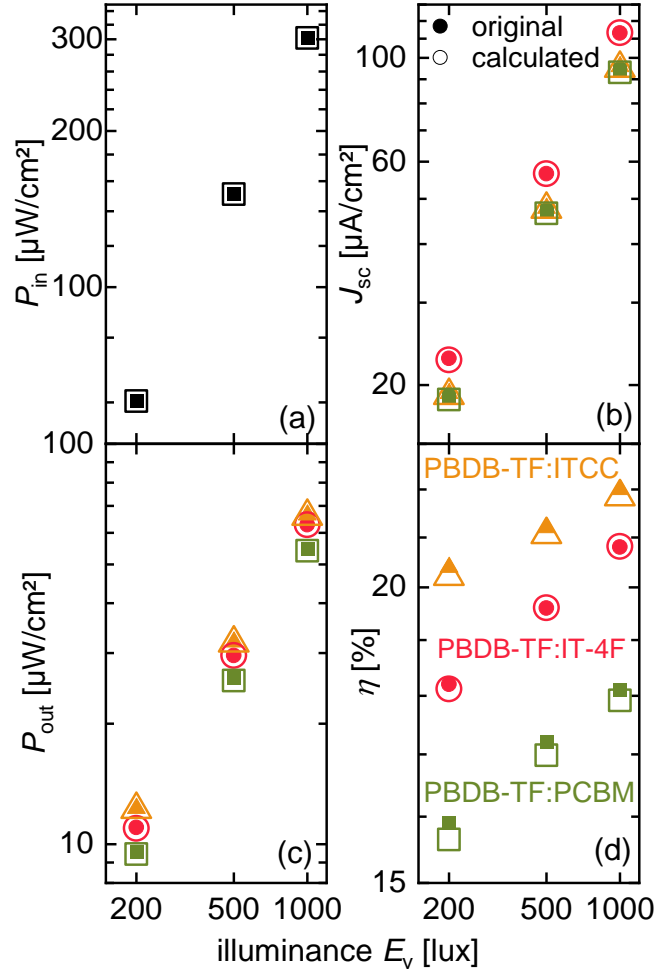 300
200
100
P_in [µW/cm²]
(a)
original
calculated
100
60
20
J_sc [µA/cm²]
(b)
100
10
P_out [µW/cm²]
(c)
200 500 1000
PBDB-TF:ITCC
20
PBDB-TF:IT-4F
η [%]
PBDB-TF:PCBM
(d)
15
200 500 1000
illuminance E_v [lux]